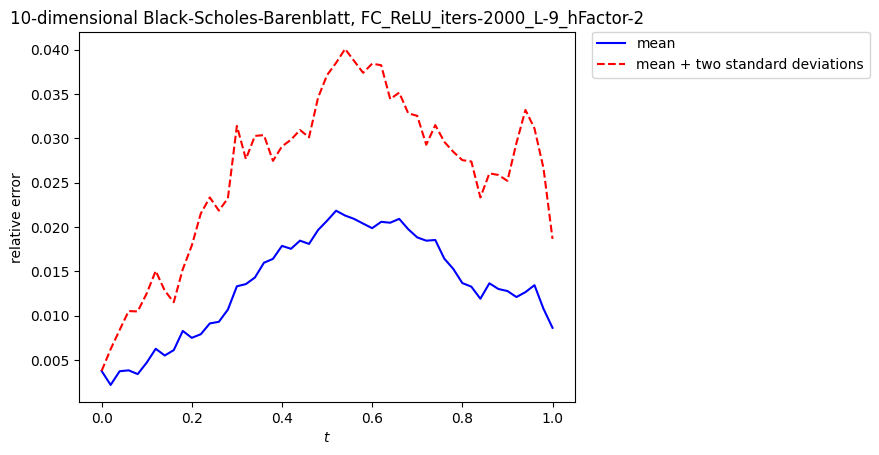 10-dimensional Black-Scholes-Barenblatt, FC_ReLU_iters-2000_L-9_hFactor-2
mean
mean + two standard deviations
relative error
0.040
0.035
0.030
0.025
0.020
0.015
0.010
0.005
0.0 0.2 0.4 0.6 0.8 1.0
t